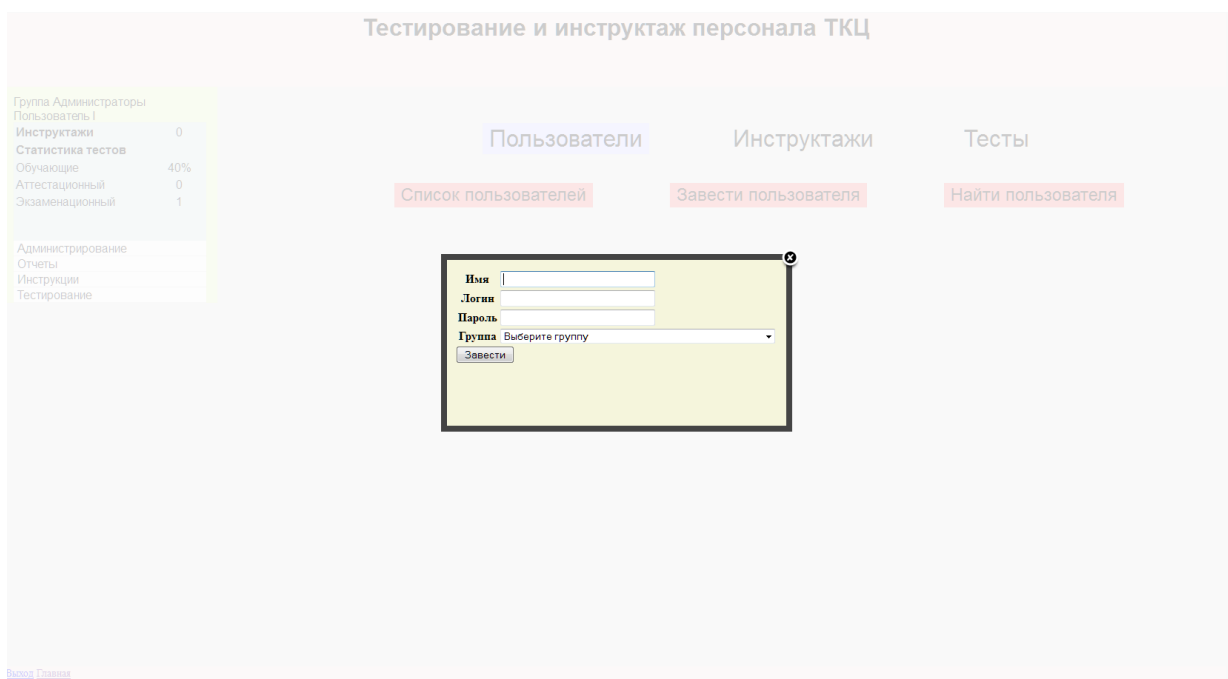 Тестирование и инструктаж персонала ТКЦ
Группа Администраторы
Пользователь I
Инструктажи 0
Статистика тестов
Обучающие 40%
Аттестационный 0
Экзаменационный 1
Администрирование
Отчеты
Инструкции
Тестирование
Пользователи Инструктажи Тесты
Список пользователей Завести пользователя Найти пользователя
Имя
Логин
Пароль
Группа Выберите группу
Завести
Выход Главная